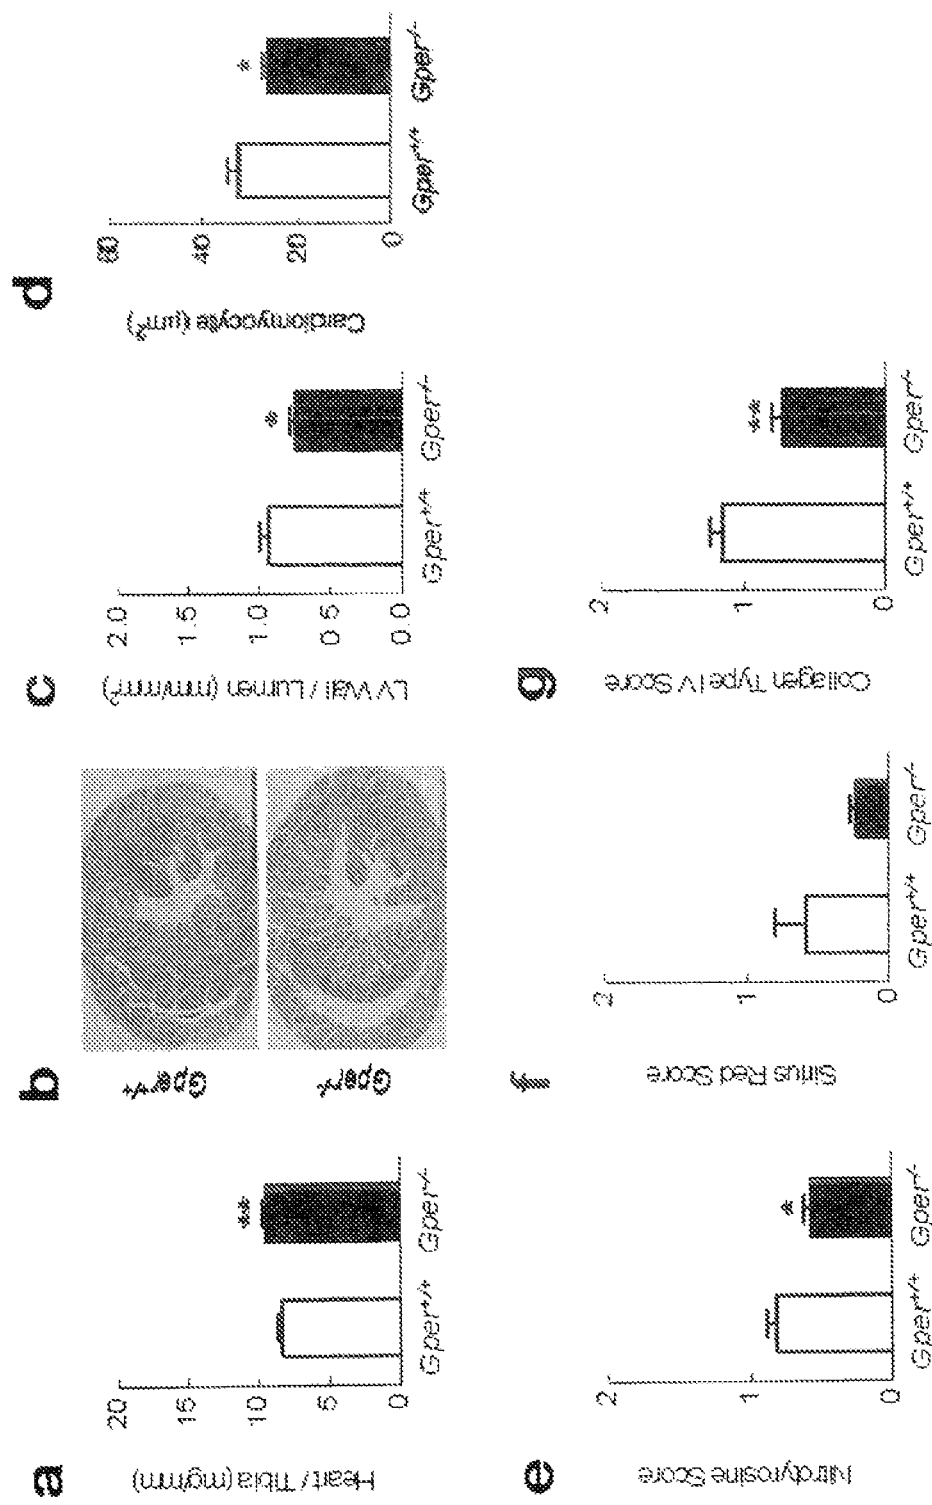 a
Heart / Tibia (mg/mm)
20
10
5
0
**
Gper+/+
Gper-/-
b
Gper+/+
Gper-/-
c
LV Wall / Lumen (mm/mm²)
2.0
1.5
1.0
0.5
0.0
*
Gper+/+
Gper-/-
d
Cardiomyocyte (μm²)
60
40
20
0
*
Gper+/+
Gper-/-
e
Nitrotyrosine Score
2
1
0
*
Gper+/+
Gper-/-
f
Sirius Red Score
2
1
0
Gper+/+
Gper-/-
g
Collagen Type IV Score
2
1
0
**
Gper+/+
Gper-/-